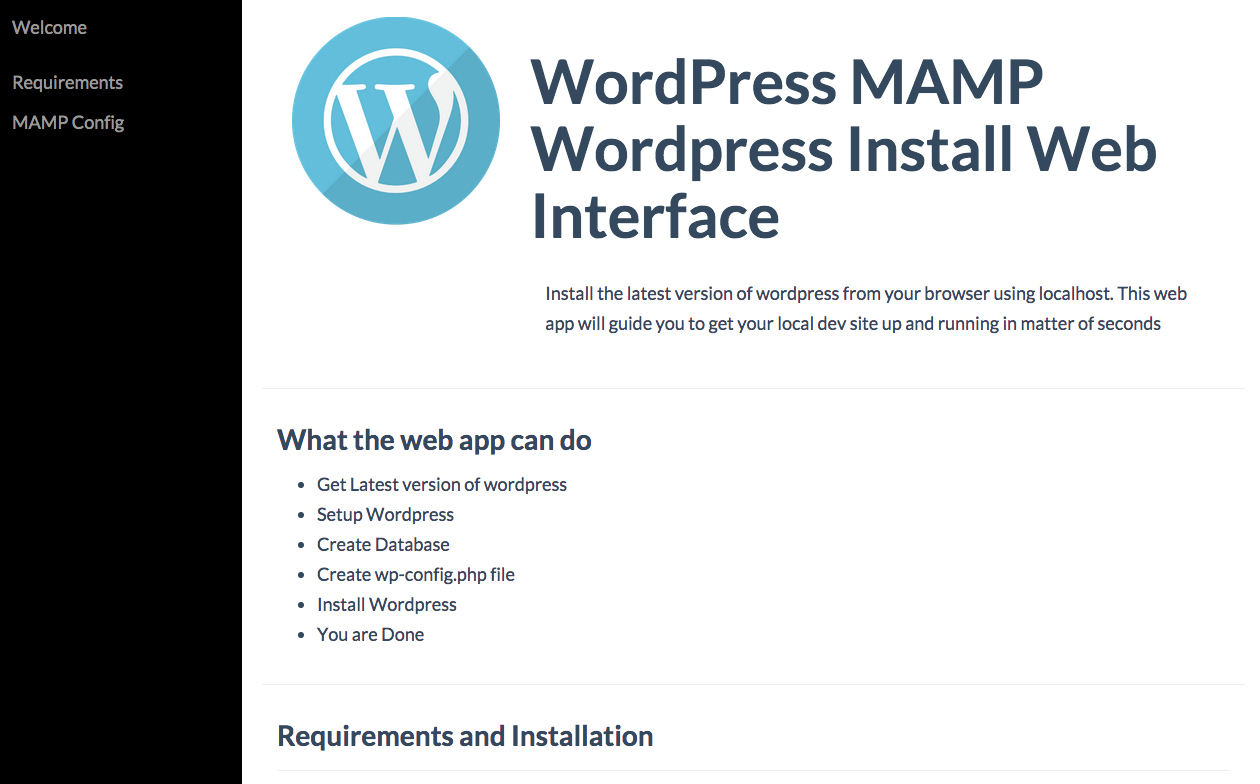 Welcome
Requirements
MAMP Config
WordPress MAMP
Wordpress Install Web
Interface
Install the latest version of wordpress from your browser using localhost. This web
app will guide you to get your local dev site up and running in matter of seconds
What the web app can do
Get Latest version of wordpress
Setup Wordpress
Create Database
Create wp-config.php file
Install Wordpress
You are Done
Requirements and Installation